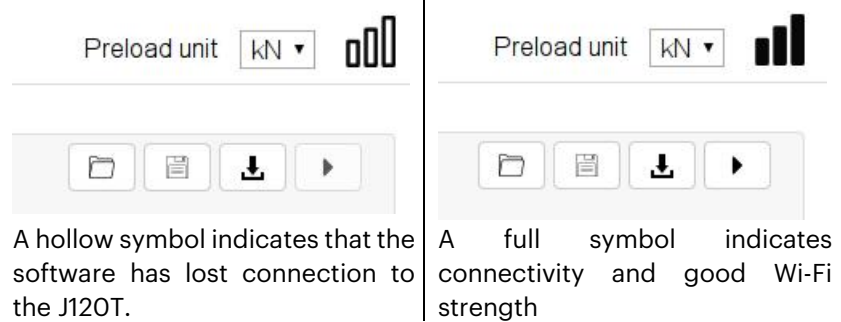 Preload unit kN
A hollow symbol indicates that the
software has lost connection to
the J120T.
Preload unit kN
A full symbol indicates
connectivity and good Wi-Fi
strength